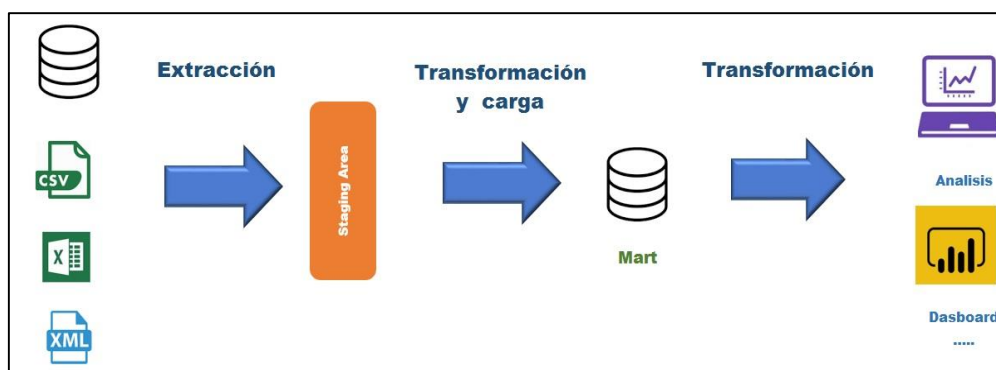 Extracción
Transformación
y carga
Transformación
CSV
X
XML
Staging Area
Mart
Analisis
Dasboard
.....